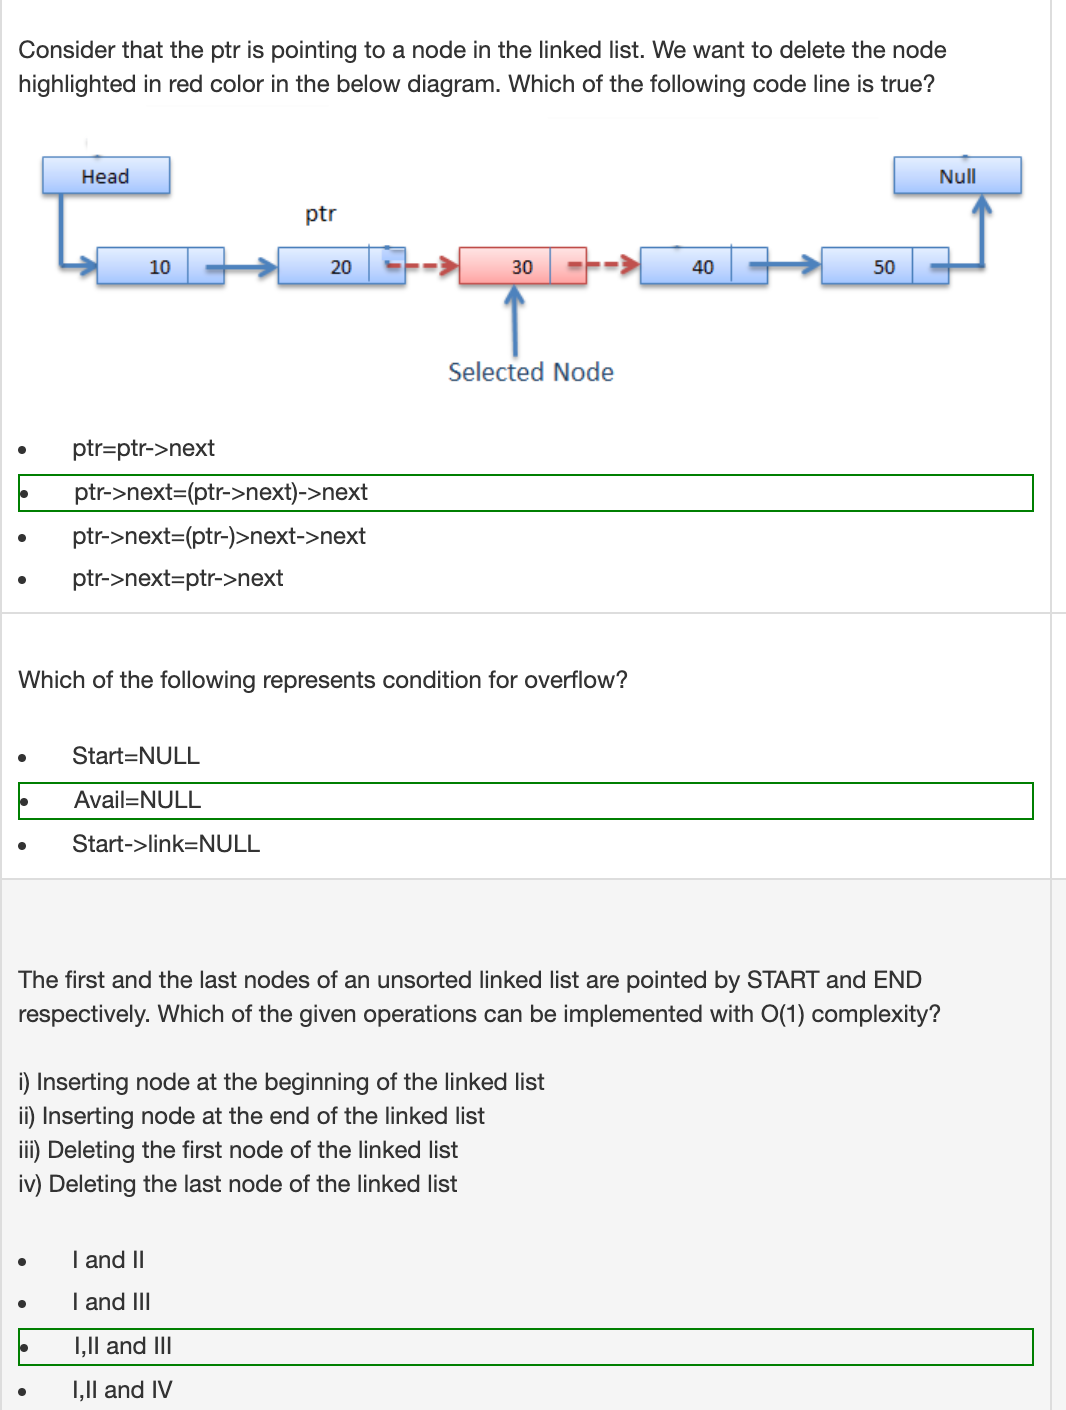 Consider that the ptr is pointing to a node in the linked list. We want to delete the node
highlighted in red color in the below diagram. Which of the following code line is true?
Head
Null
ptr
10
20
30
40
50
Selected Node
ptr=ptr->next
ptr->next=(ptr->next)->next
ptr->next=(ptr-)>next->next
ptr->next=ptr->next
Which of the following represents condition for overflow?
Start=NULL
Avail=NULL
Start->link=NULL
The first and the last nodes of an unsorted linked list are pointed by START and END
respectively. Which of the given operations can be implemented with O(1) complexity?
i) Inserting node at the beginning of the linked list
ii) Inserting node at the end of the linked list
iii) Deleting the first node of the linked list
iv) Deleting the last node of the linked list
I and II
I and III
I,II and III
I,II and IV